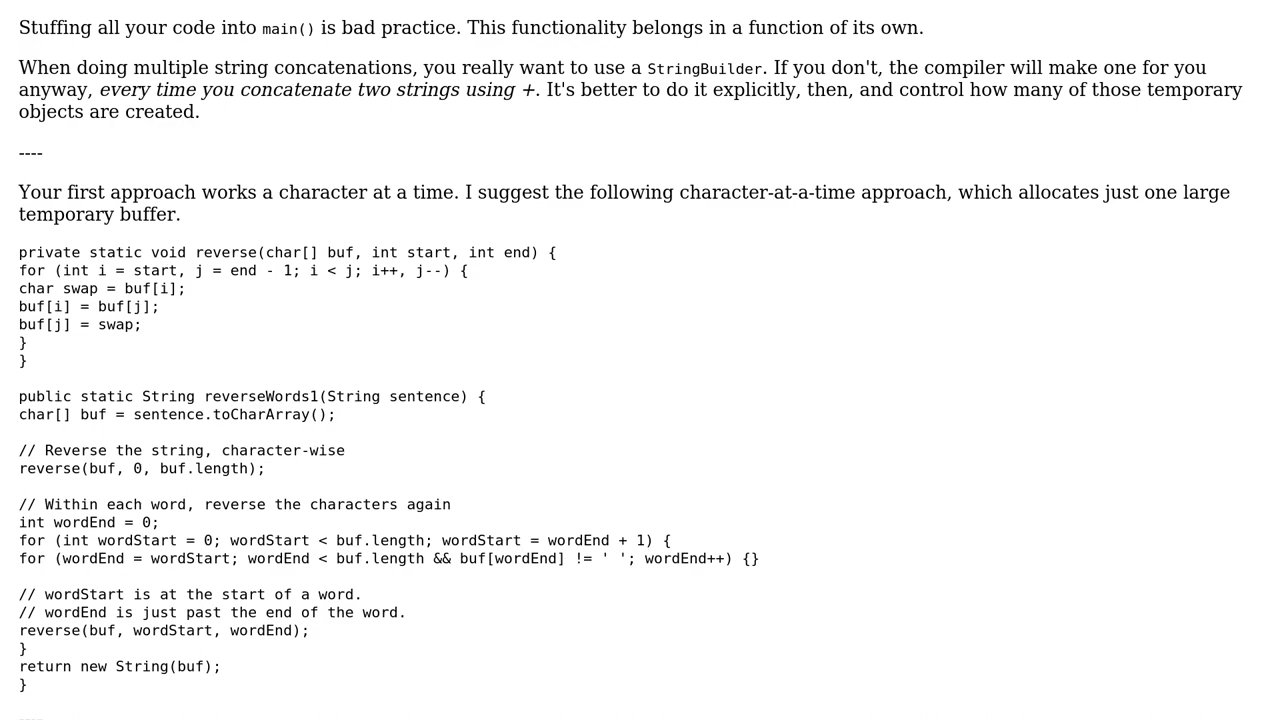 Stuffing all your code into main() is bad practice. This functionality belongs in a function of its own.
When doing multiple string concatenations, you really want to use a StringBuilder. If you don't, the compiler will make one for you
anyway, every time you concatenate two strings using +. It's better to do it explicitly, then, and control how many of those temporary
objects are created.
----
Your first approach works a character at a time. I suggest the following character-at-a-time approach, which allocates just one large
temporary buffer.
private static void reverse(char[] buf, int start, int end) {
for (int i = start, j = end - 1; i < j; i++, j--) {
char swap = buf[i];
buf[i] = buf[j];
buf[j] = swap;
}
}
public static String reverseWords1(String sentence) {
char[] buf = sentence.toCharArray();
// Reverse the string, character-wise
reverse(buf, 0, buf.length);
// Within each word, reverse the characters again
int wordEnd = 0;
for (int wordStart = 0; wordStart < buf.length; wordStart = wordEnd + 1) {
for (wordEnd = wordStart; wordEnd < buf.length && buf[wordEnd] != ' '; wordEnd++) {}
// wordStart is at the start of a word.
// wordEnd is just past the end of the word.
reverse(buf, wordStart, wordEnd);
}
return new String(buf);
}